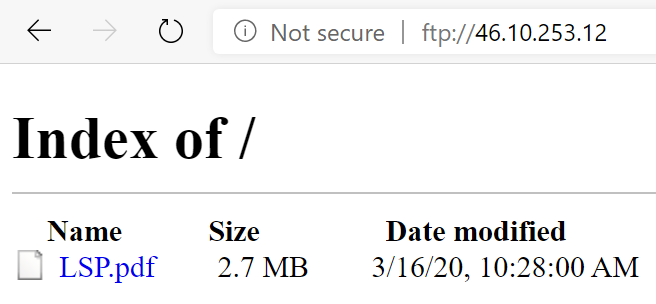 Not secure | ftp://46.10.253.12
Index of /
Name Size Date modified
LSP.pdf 2.7 MB 3/16/20, 10:28:00 AM